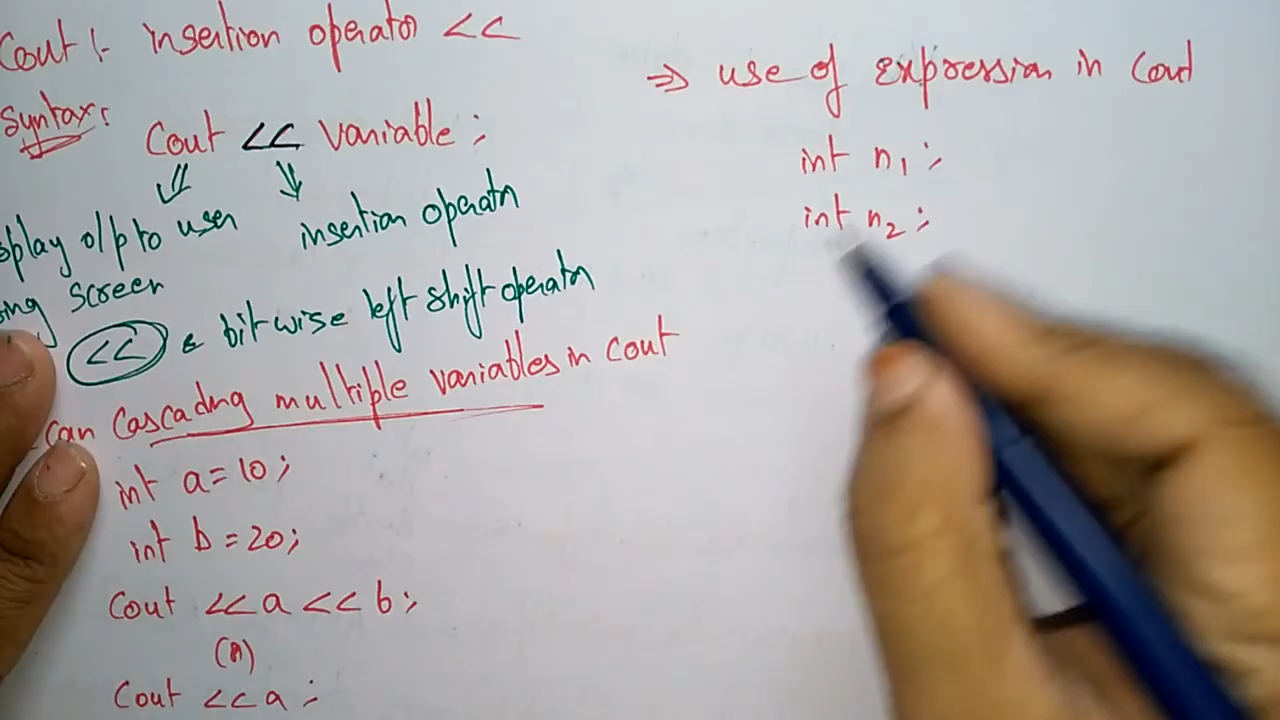 Cout :- insertion operator <<
Syntax:
Cout << variable ;
splay o/p to user
insertion operator
screen
<< & bitwise left shift operator
can cascading multiple variables in cout
int a = 10 ;
int b = 20 ;
Cout << a << b ;
(or)
Cout << a ;
⇒ use of expression in Cout
int n1 ;
int n2 ;